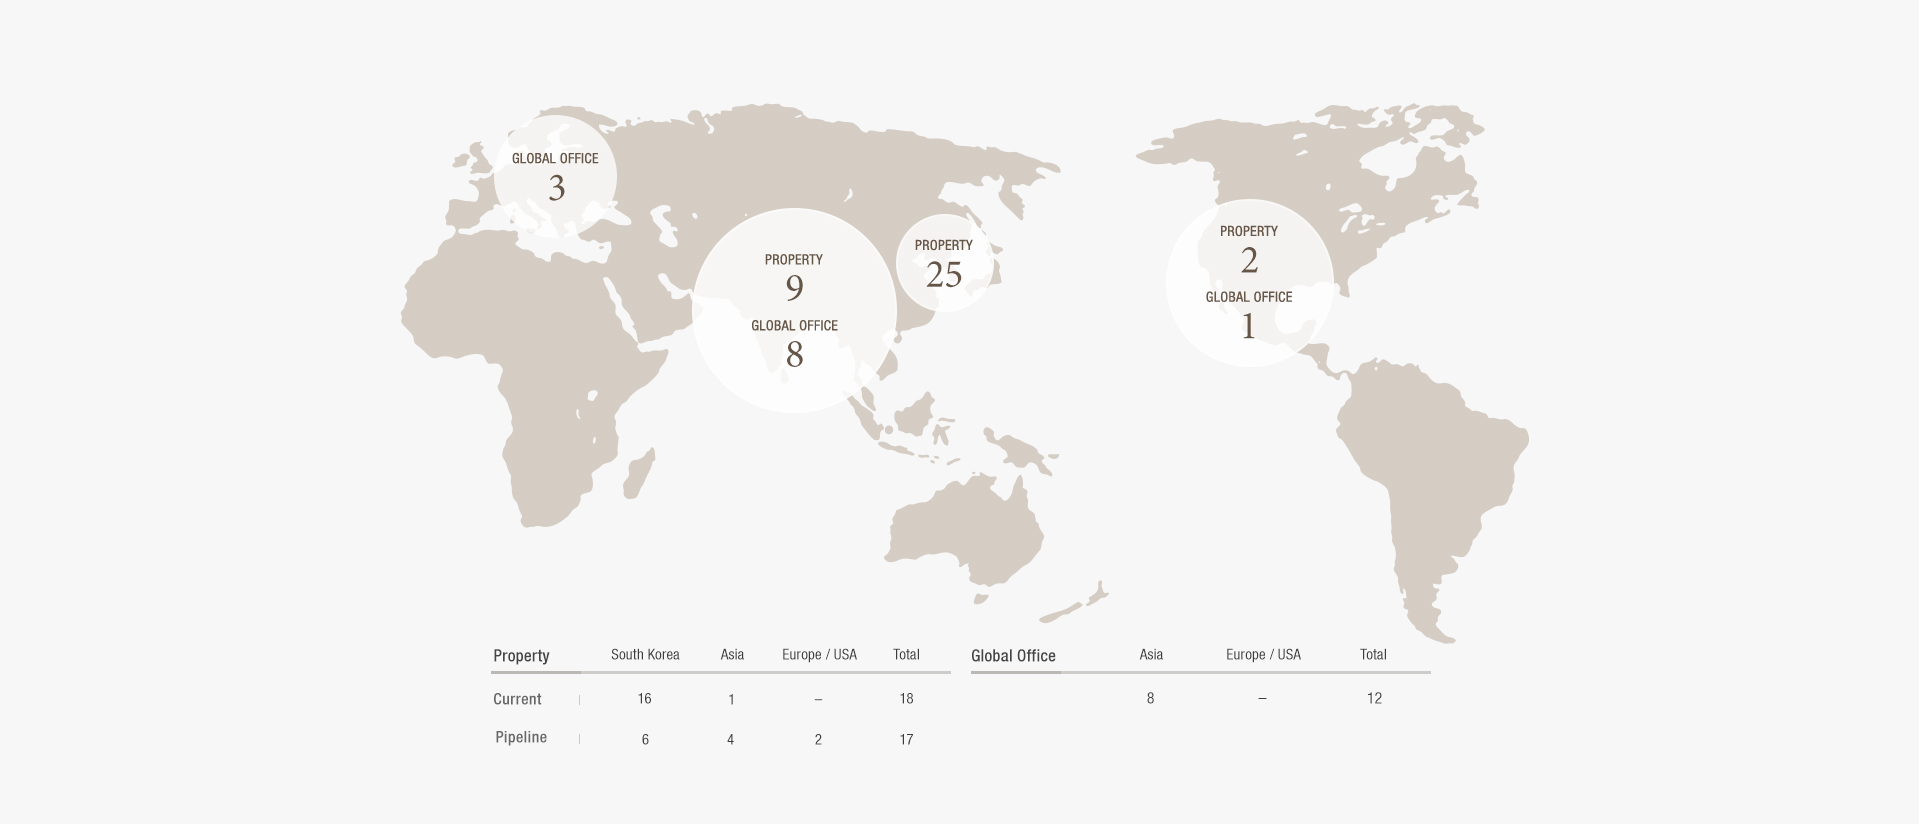 GLOBAL OFFICE
3
PROPERTY
9
GLOBAL OFFICE
8
PROPERTY
25
PROPERTY
2
GLOBAL OFFICE
1
Property South Korea Asia Europe / USA Total
Current 16 1 – 18
Pipeline 6 4 2 17
Global Office Asia Europe / USA Total
8 – 12